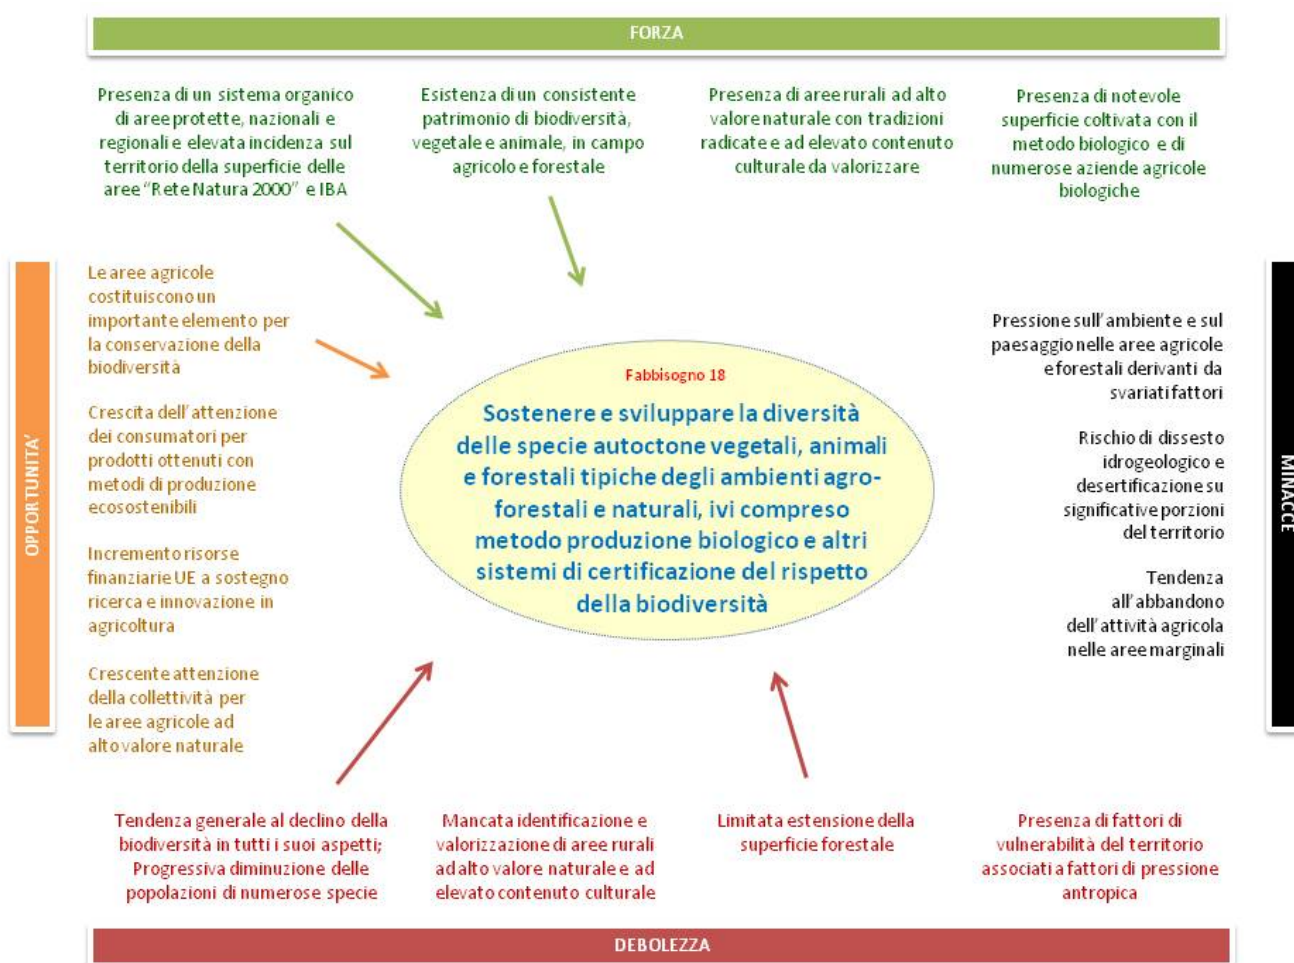 FORZA
Presenza di un sistema organico
di aree protette, nazionali e
regionali e elevata incidenza sul
territorio della superficie delle
aree “Rete Natura 2000” e IBA
Esistenza di un consistente
patrimonio di biodiversità,
vegetale e animale, in campo
agricolo e forestale
Presenza di aree rurali ad alto
valore naturale con tradizioni
radicate e ad elevato contenuto
culturale da valorizzare
Presenza di notevole
superficie coltivata con il
metodo biologico e di
numerose aziende agricole
biologiche
OPPORTUNITA’
Le aree agricole
costituiscono un
importante elemento per
la conservazione della
biodiversità
Crescita dell’attenzione
dei consumatori per
prodotti ottenuti con
metodi di produzione
ecosostenibili
Incremento risorse
finanziarie UE a sostegno
ricerca e innovazione in
agricoltura
Crescente attenzione
della collettività per
le aree agricole ad
alto valore naturale
Fabbisogno 18
Sostenere e sviluppare la diversità
delle specie autoctone vegetali, animali
e forestali tipiche degli ambienti agro-
forestali e naturali, ivi compreso
metodo produzione biologico e altri
sistemi di certificazione del rispetto
della biodiversità
Pressione sull’ambiente e sul
paesaggio nelle aree agricole
e forestali derivanti da
svariati fattori
Rischio di dissesto
idrogeologico e
desertificazione su
significative porzioni
del territorio
Tendenza
all’abbandono
dell’attività agricola
nelle aree marginali
MINACCE
Tendenza generale al declino della
biodiversità in tutti i suoi aspetti;
Progressiva diminuzione delle
popolazioni di numerose specie
Mancata identificazione e
valorizzazione di aree rurali
ad alto valore naturale e ad
elevato contenuto culturale
Limitata estensione della
superficie forestale
Presenza di fattori di
vulnerabilità del territorio
associati a fattori di pressione
antropica
DEBOLEZZA